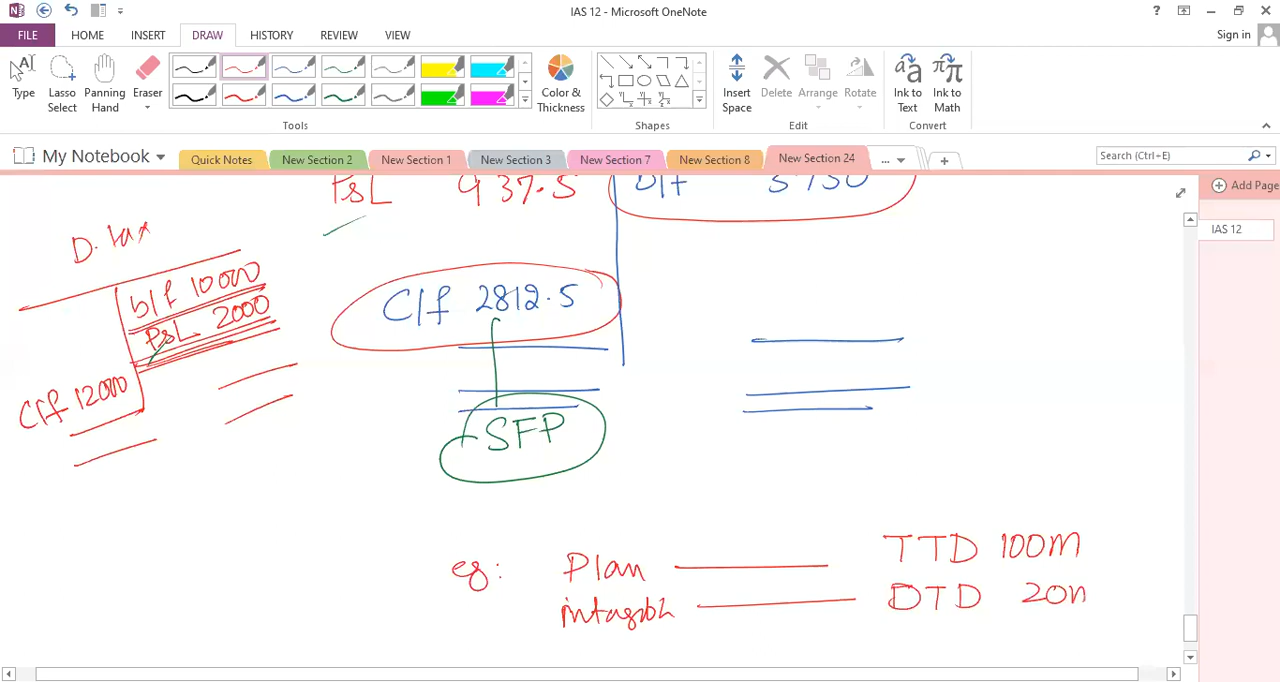 IAS 12 - Microsoft OneNote
Sign in
FILE HOME INSERT DRAW HISTORY REVIEW VIEW
Type
Lasso Select
Panning Hand
Eraser
Color & Thickness
Insert Space
Delete
Arrange
Rotate
Ink to Text
Ink to Math
Tools
Shapes
Edit
Convert
My Notebook
Quick Notes
New Section 2
New Section 1
New Section 3
New Section 7
New Section 8
New Section 24
...
Search (Ctrl+E)
Add Page
IAS 12
PsL 937.5
b/f 3750
D. tax
b/f 10000
PsL 2000
C/f 12000
C/f 2812.5
SFP
eg: Plan TTD 100M
DTD 20m